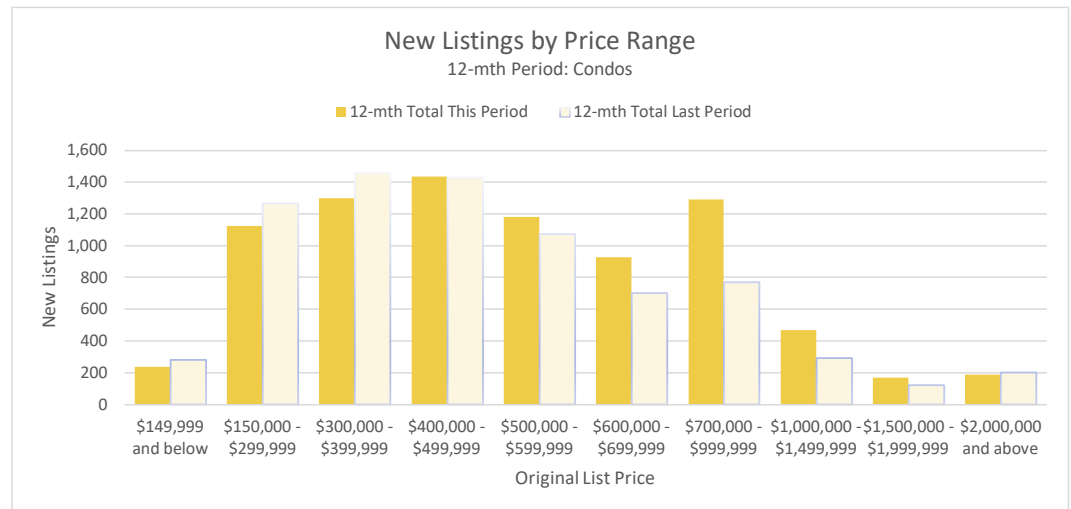 New Listings by Price Range
12-mth Period: Condos
12-mth Total This Period 12-mth Total Last Period
1,600
1,400
1,200
1,000
800
600
400
200
0
New Listings
$149,999 $150,000 - $300,000 - $400,000 - $500,000 - $600,000 - $700,000 - $1,000,000 - $1,500,000 - $2,000,000
and below $299,999 $399,999 $499,999 $599,999 $699,999 $999,999 $1,499,999 $1,999,999 and above
Original List Price